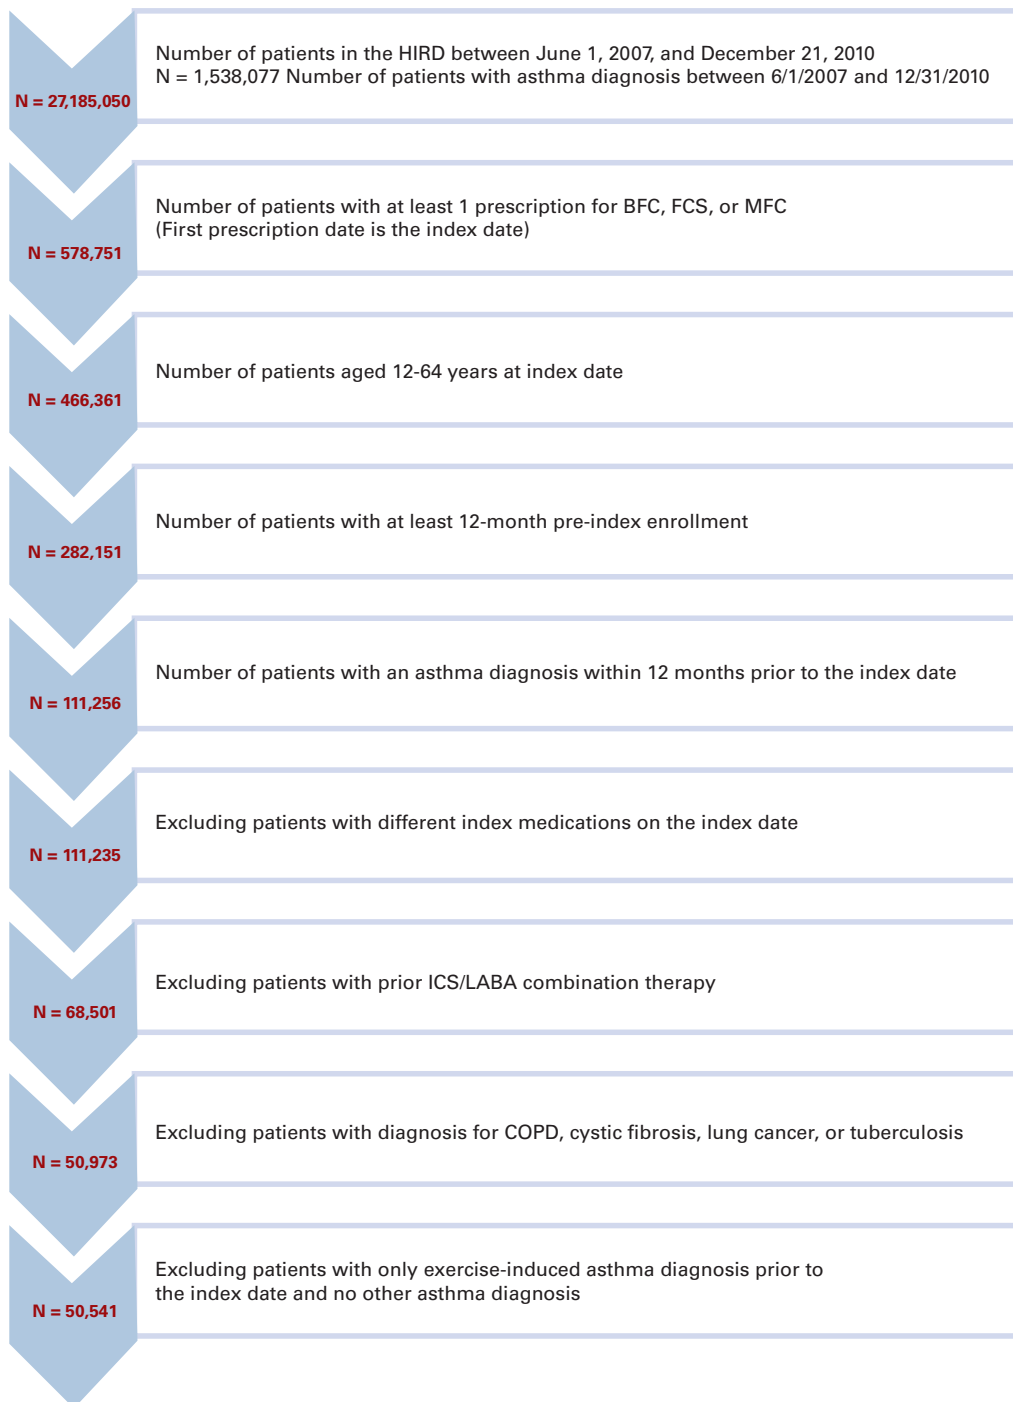 Number of patients in the HIRD between June 1, 2007, and December 21, 2010
N = 1,538,077 Number of patients with asthma diagnosis between 6/1/2007 and 12/31/2010
N = 27,185,050
Number of patients with at least 1 prescription for BFC, FCS, or MFC
(First prescription date is the index date)
N = 578,751
Number of patients aged 12-64 years at index date
N = 466,361
Number of patients with at least 12-month pre-index enrollment
N = 282,151
Number of patients with an asthma diagnosis within 12 months prior to the index date
N = 111,256
Excluding patients with different index medications on the index date
N = 111,235
Excluding patients with prior ICS/LABA combination therapy
N = 68,501
Excluding patients with diagnosis for COPD, cystic fibrosis, lung cancer, or tuberculosis
N = 50,973
Excluding patients with only exercise-induced asthma diagnosis prior to
the index date and no other asthma diagnosis
N = 50,541